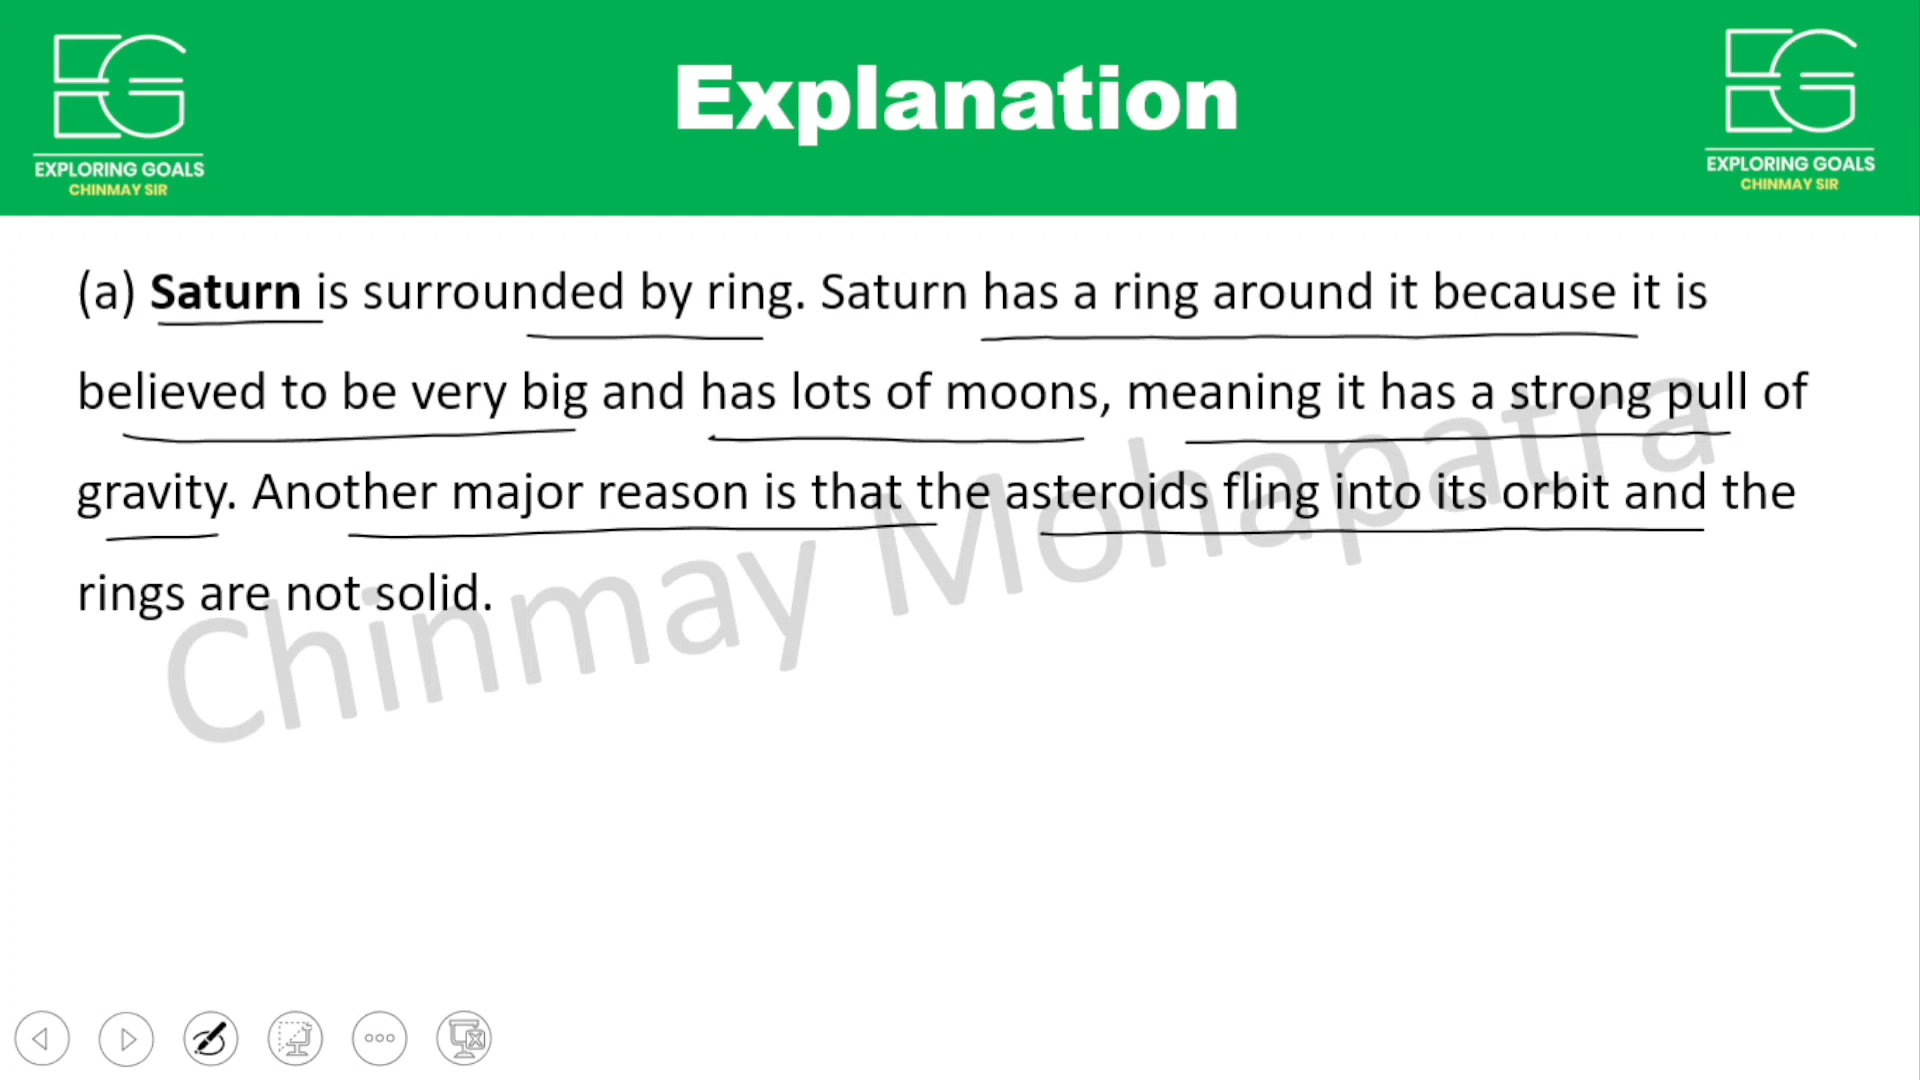 EG
EXPLORING GOALS
CHINMAY SIR
Explanation
EG
EXPLORING GOALS
CHINMAY SIR
(a) Saturn is surrounded by ring. Saturn has a ring around it because it is
believed to be very big and has lots of moons, meaning it has a strong pull of
gravity. Another major reason is that the asteroids fling into its orbit and the
rings are not solid.
Chinmay Mohapatra